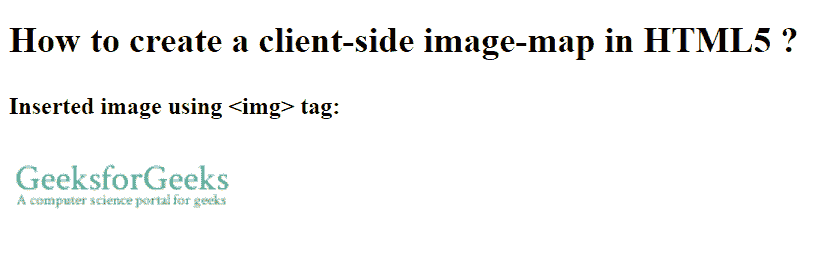 How to create a client-side image-map in HTML5 ?
Inserted image using <img> tag:
GeeksforGeeks
A computer science portal for geeks